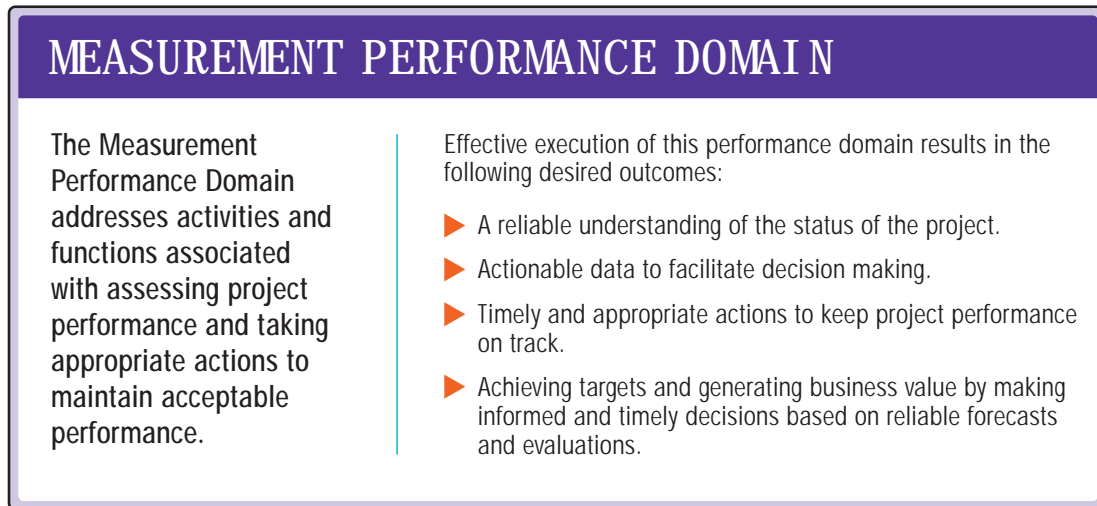 MEASUREMENT PERFORMANCE DOMAIN
The Measurement
Performance Domain
addresses activities and
functions associated
with assessing project
performance and taking
appropriate actions to
maintain acceptable
performance.
Effective execution of this performance domain results in the
following desired outcomes:
A reliable understanding of the status of the project.
Actionable data to facilitate decision making.
Timely and appropriate actions to keep project performance
on track.
Achieving targets and generating business value by making
informed and timely decisions based on reliable forecasts
and evaluations.